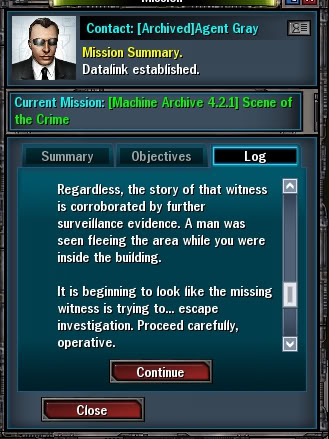 Mission
Contact: [Archived]Agent Gray
Mission Summary.
Datalink established.
Current Mission: [Machine Archive 4.2.1] Scene of
the Crime
Summary Objectives Log
Regardless, the story of that witness
is corroborated by further
surveillance evidence. A man was
seen fleeing the area while you were
inside the building.
It is beginning to look like the missing
witness is trying to... escape
investigation. Proceed carefully,
operative.
Continue
Close